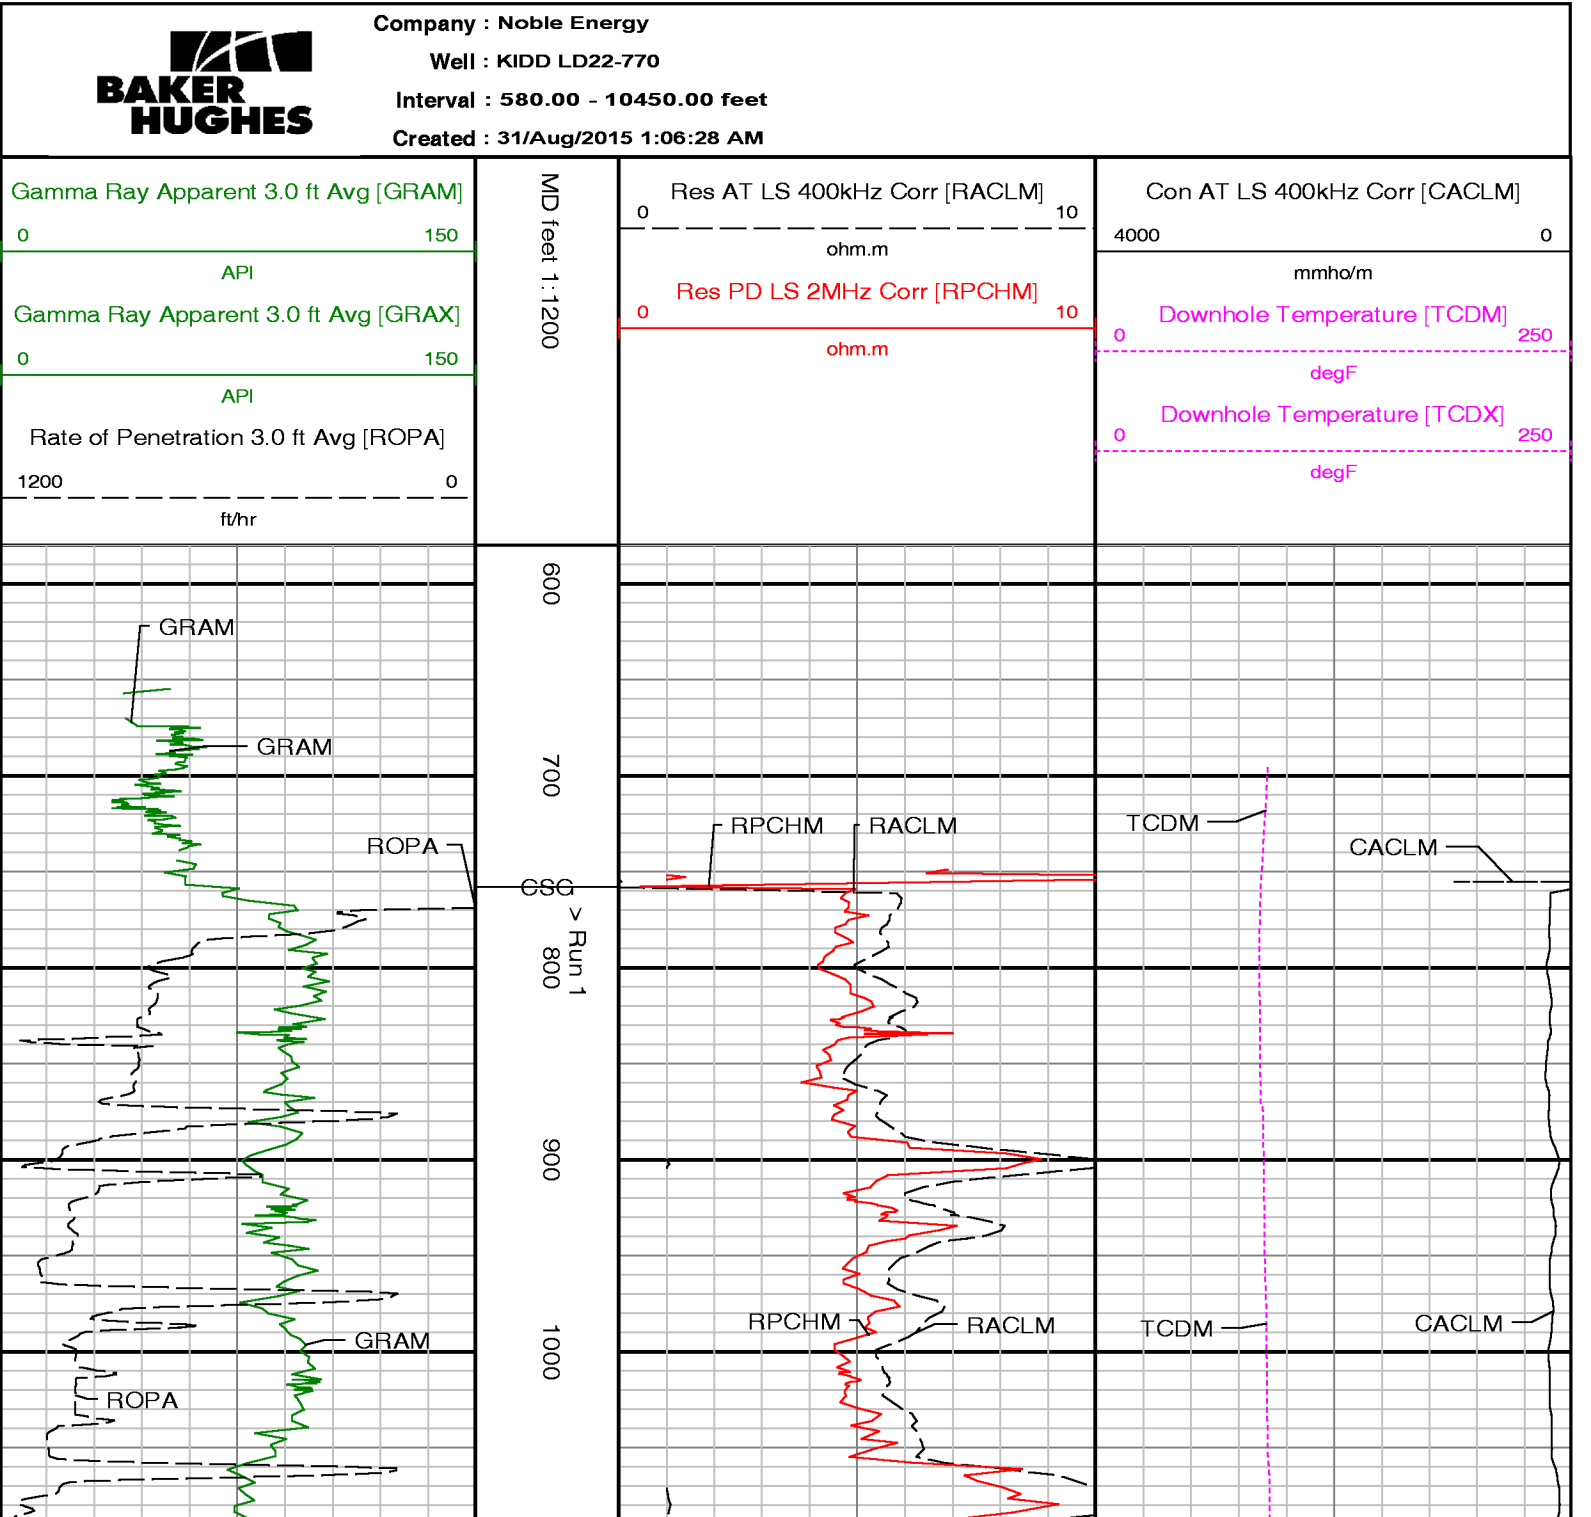 BAKER
HUGHES
Company : Noble Energy
Well : KIDD LD22-770
Interval : 580.00 - 10450.00 feet
Created : 31/Aug/2015 1:06:28 AM
Gamma Ray Apparent 3.0 ft Avg [GRAM]
0 150
API
Gamma Ray Apparent 3.0 ft Avg [GRAX]
0 150
API
Rate of Penetration 3.0 ft Avg [ROPA]
1200 0
ft/hr
MD feet 1:1200
Res AT LS 400kHz Corr [RACLM]
0 10
ohm.m
Res PD LS 2MHz Corr [RPCHM]
0 10
ohm.m
Con AT LS 400kHz Corr [CACLM]
4000 0
mmho/m
Downhole Temperature [TCDM]
0 250
degF
Downhole Temperature [TCDX]
0 250
degF
600
GRAM
GRAM
700
RPCHM RACLM
TCDM
ROPA
CACLM
CSG
> Run 1
800
900
RPCHM RACLM
TCDM
CACLM
GRAM
1000
ROPA